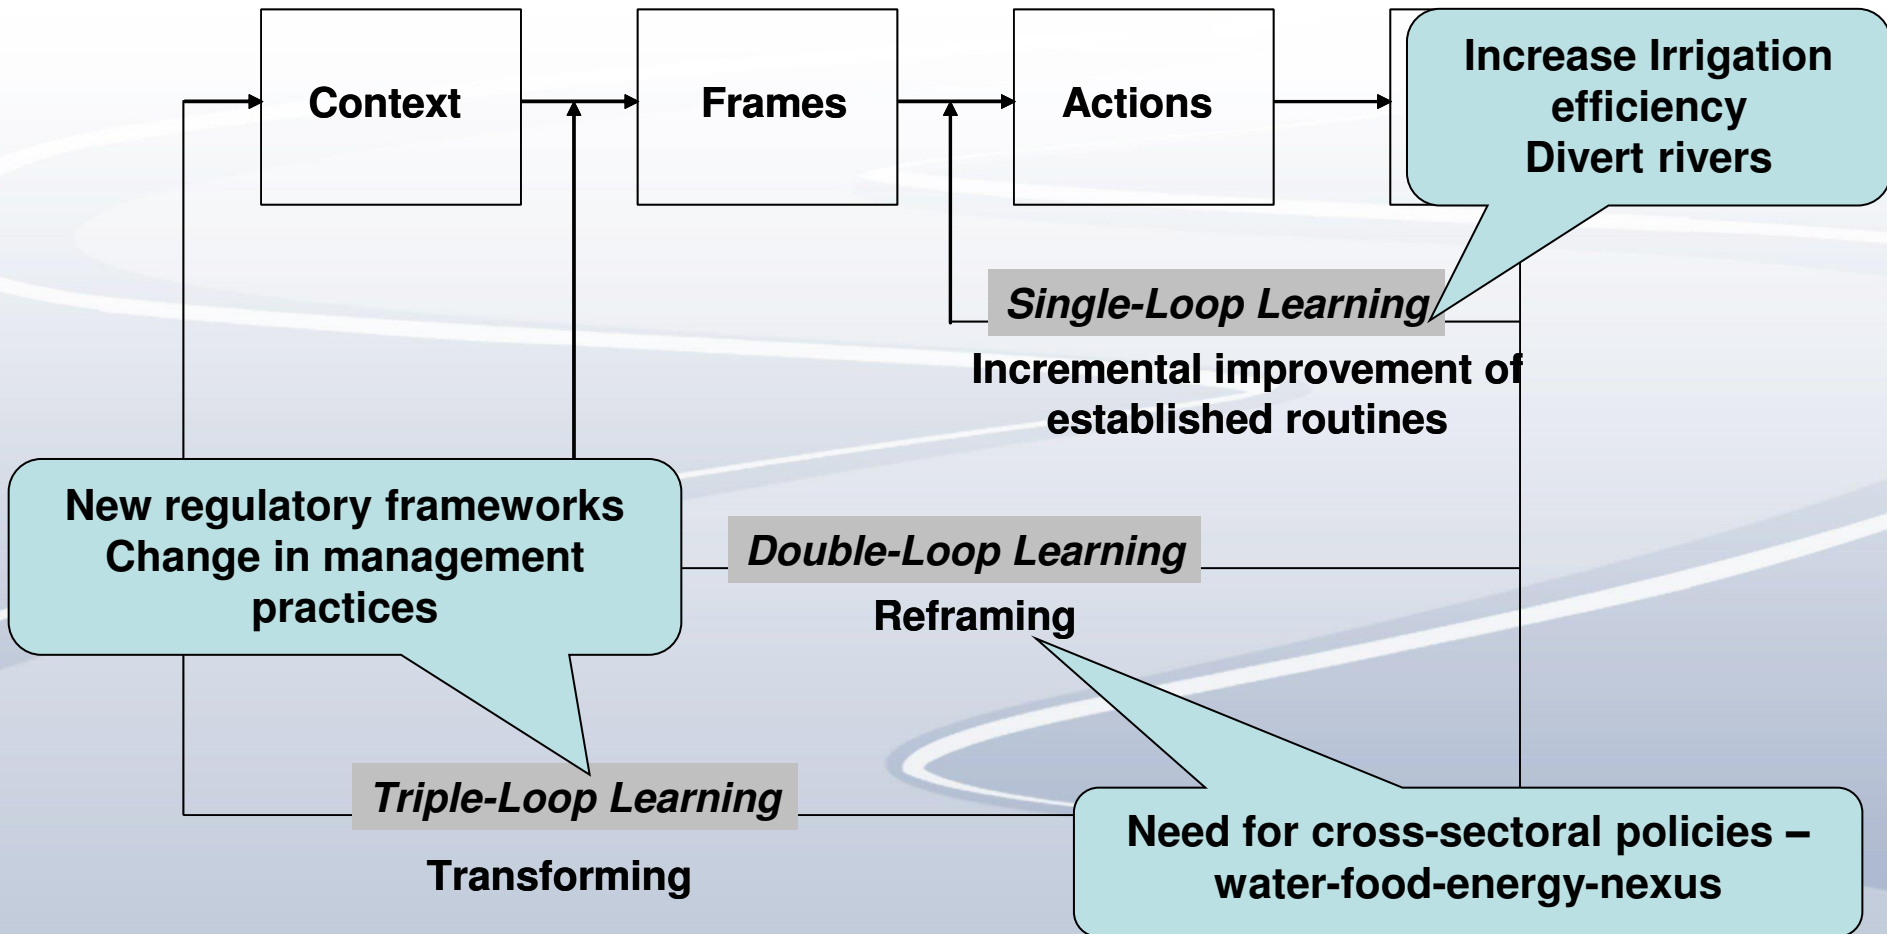 Context
Frames
Actions
Increase Irrigation
efficiency
Divert rivers
Single-Loop Learning
Incremental improvement of
established routines
New regulatory frameworks
Change in management
practices
Double-Loop Learning
Reframing
Triple-Loop Learning
Transforming
Need for cross-sectoral policies –
water-food-energy-nexus